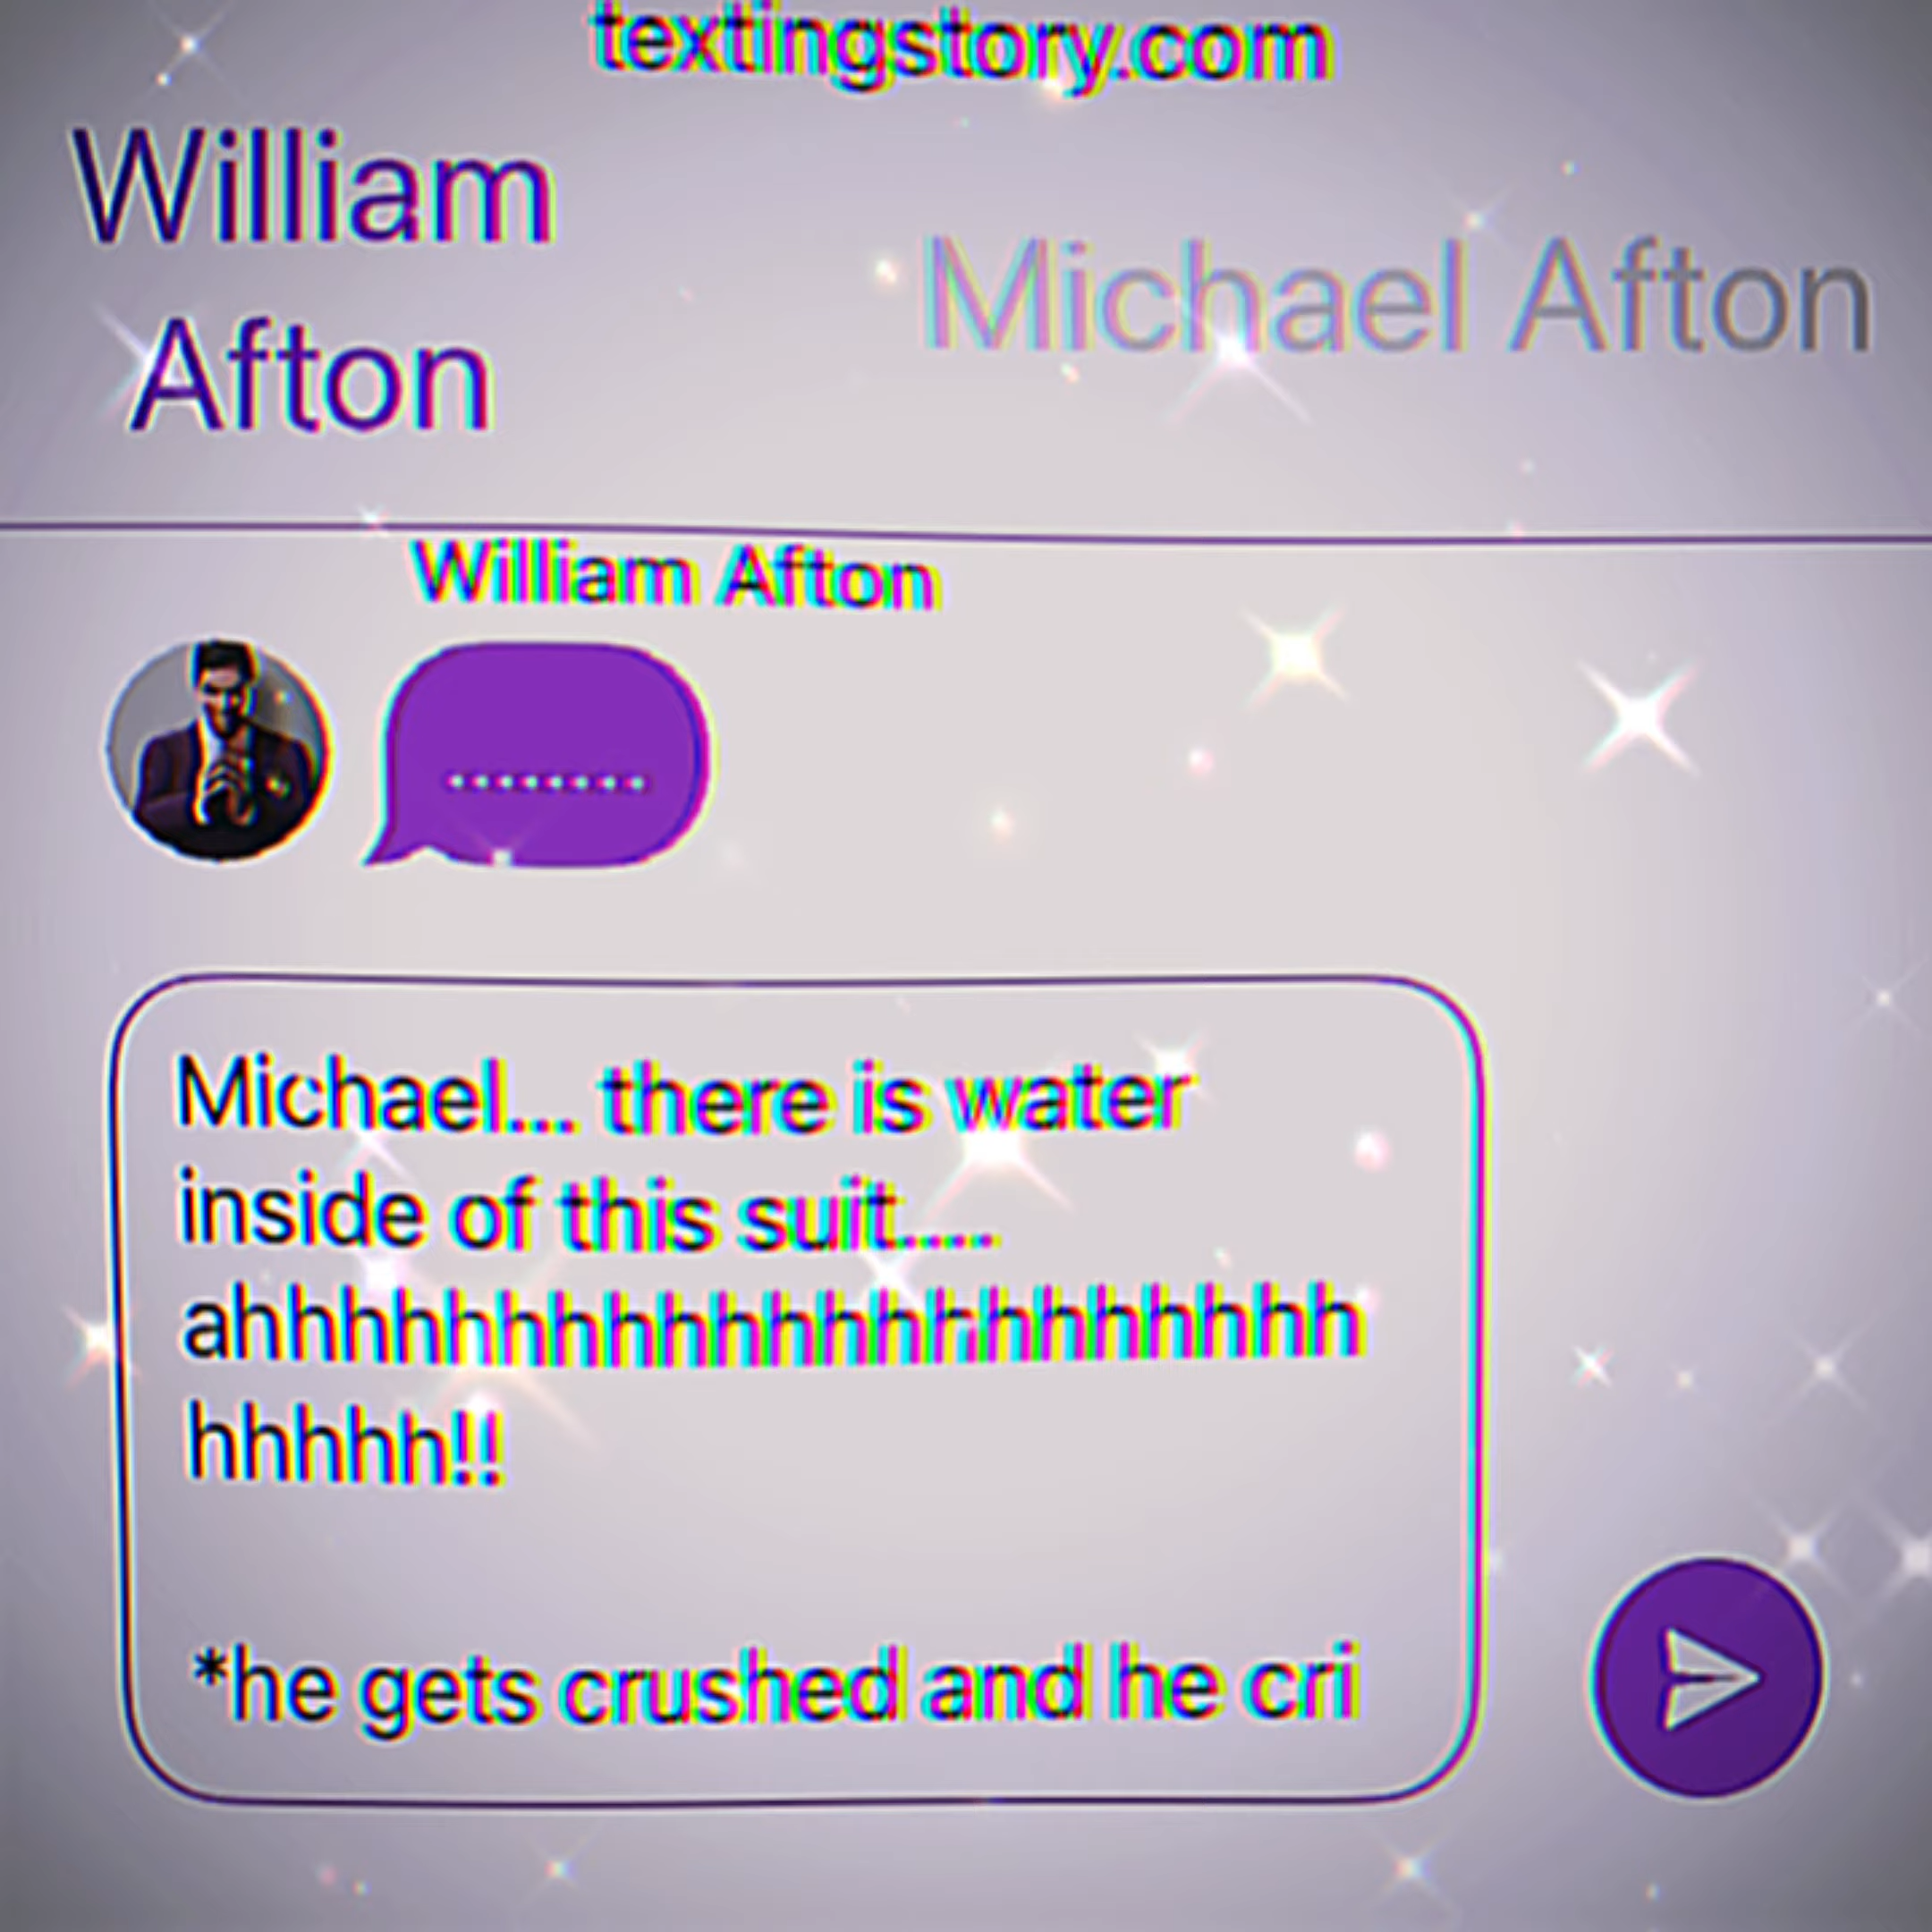 textingstory.com
William
Afton
Michael Afton
William Afton
........
Michael... there is water
inside of this suit.....
ahhhhhhhhhhhhhhhhhhhhh
hhhhh!!
*he gets crushed and he cri